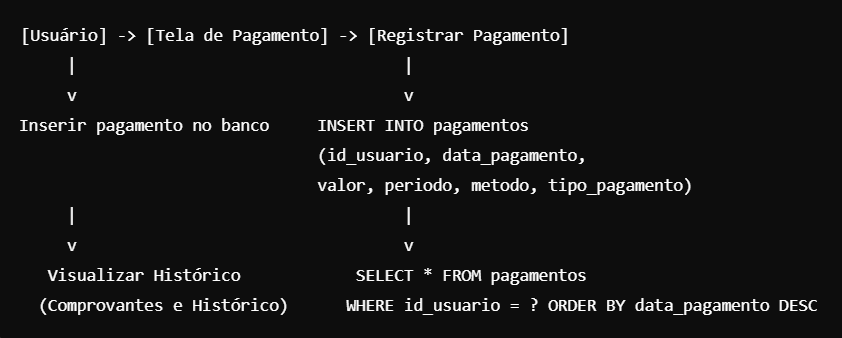 [Usuário] -> [Tela de Pagamento] -> [Registrar Pagamento]
| |
v v
Inserir pagamento no banco INSERT INTO pagamentos
(id_usuario, data_pagamento,
valor, periodo, metodo, tipo_pagamento)
| |
v v
Visualizar Histórico SELECT * FROM pagamentos
(Comprovantes e Histórico) WHERE id_usuario = ? ORDER BY data_pagamento DESC